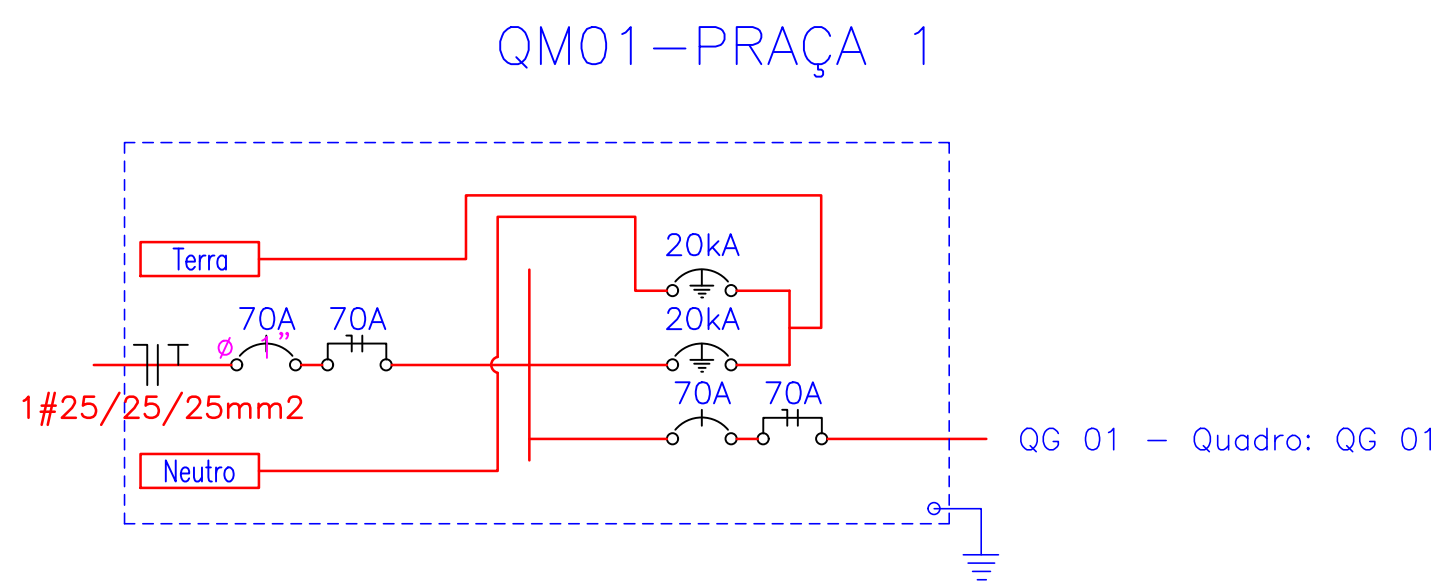 QM01-PRAÇA 1
20kA
Terra
70A 70A 20kA
ø 1"
70A 70A
1#25/25/25mm2
QG 01 - Quadro: QG 01
Neutro